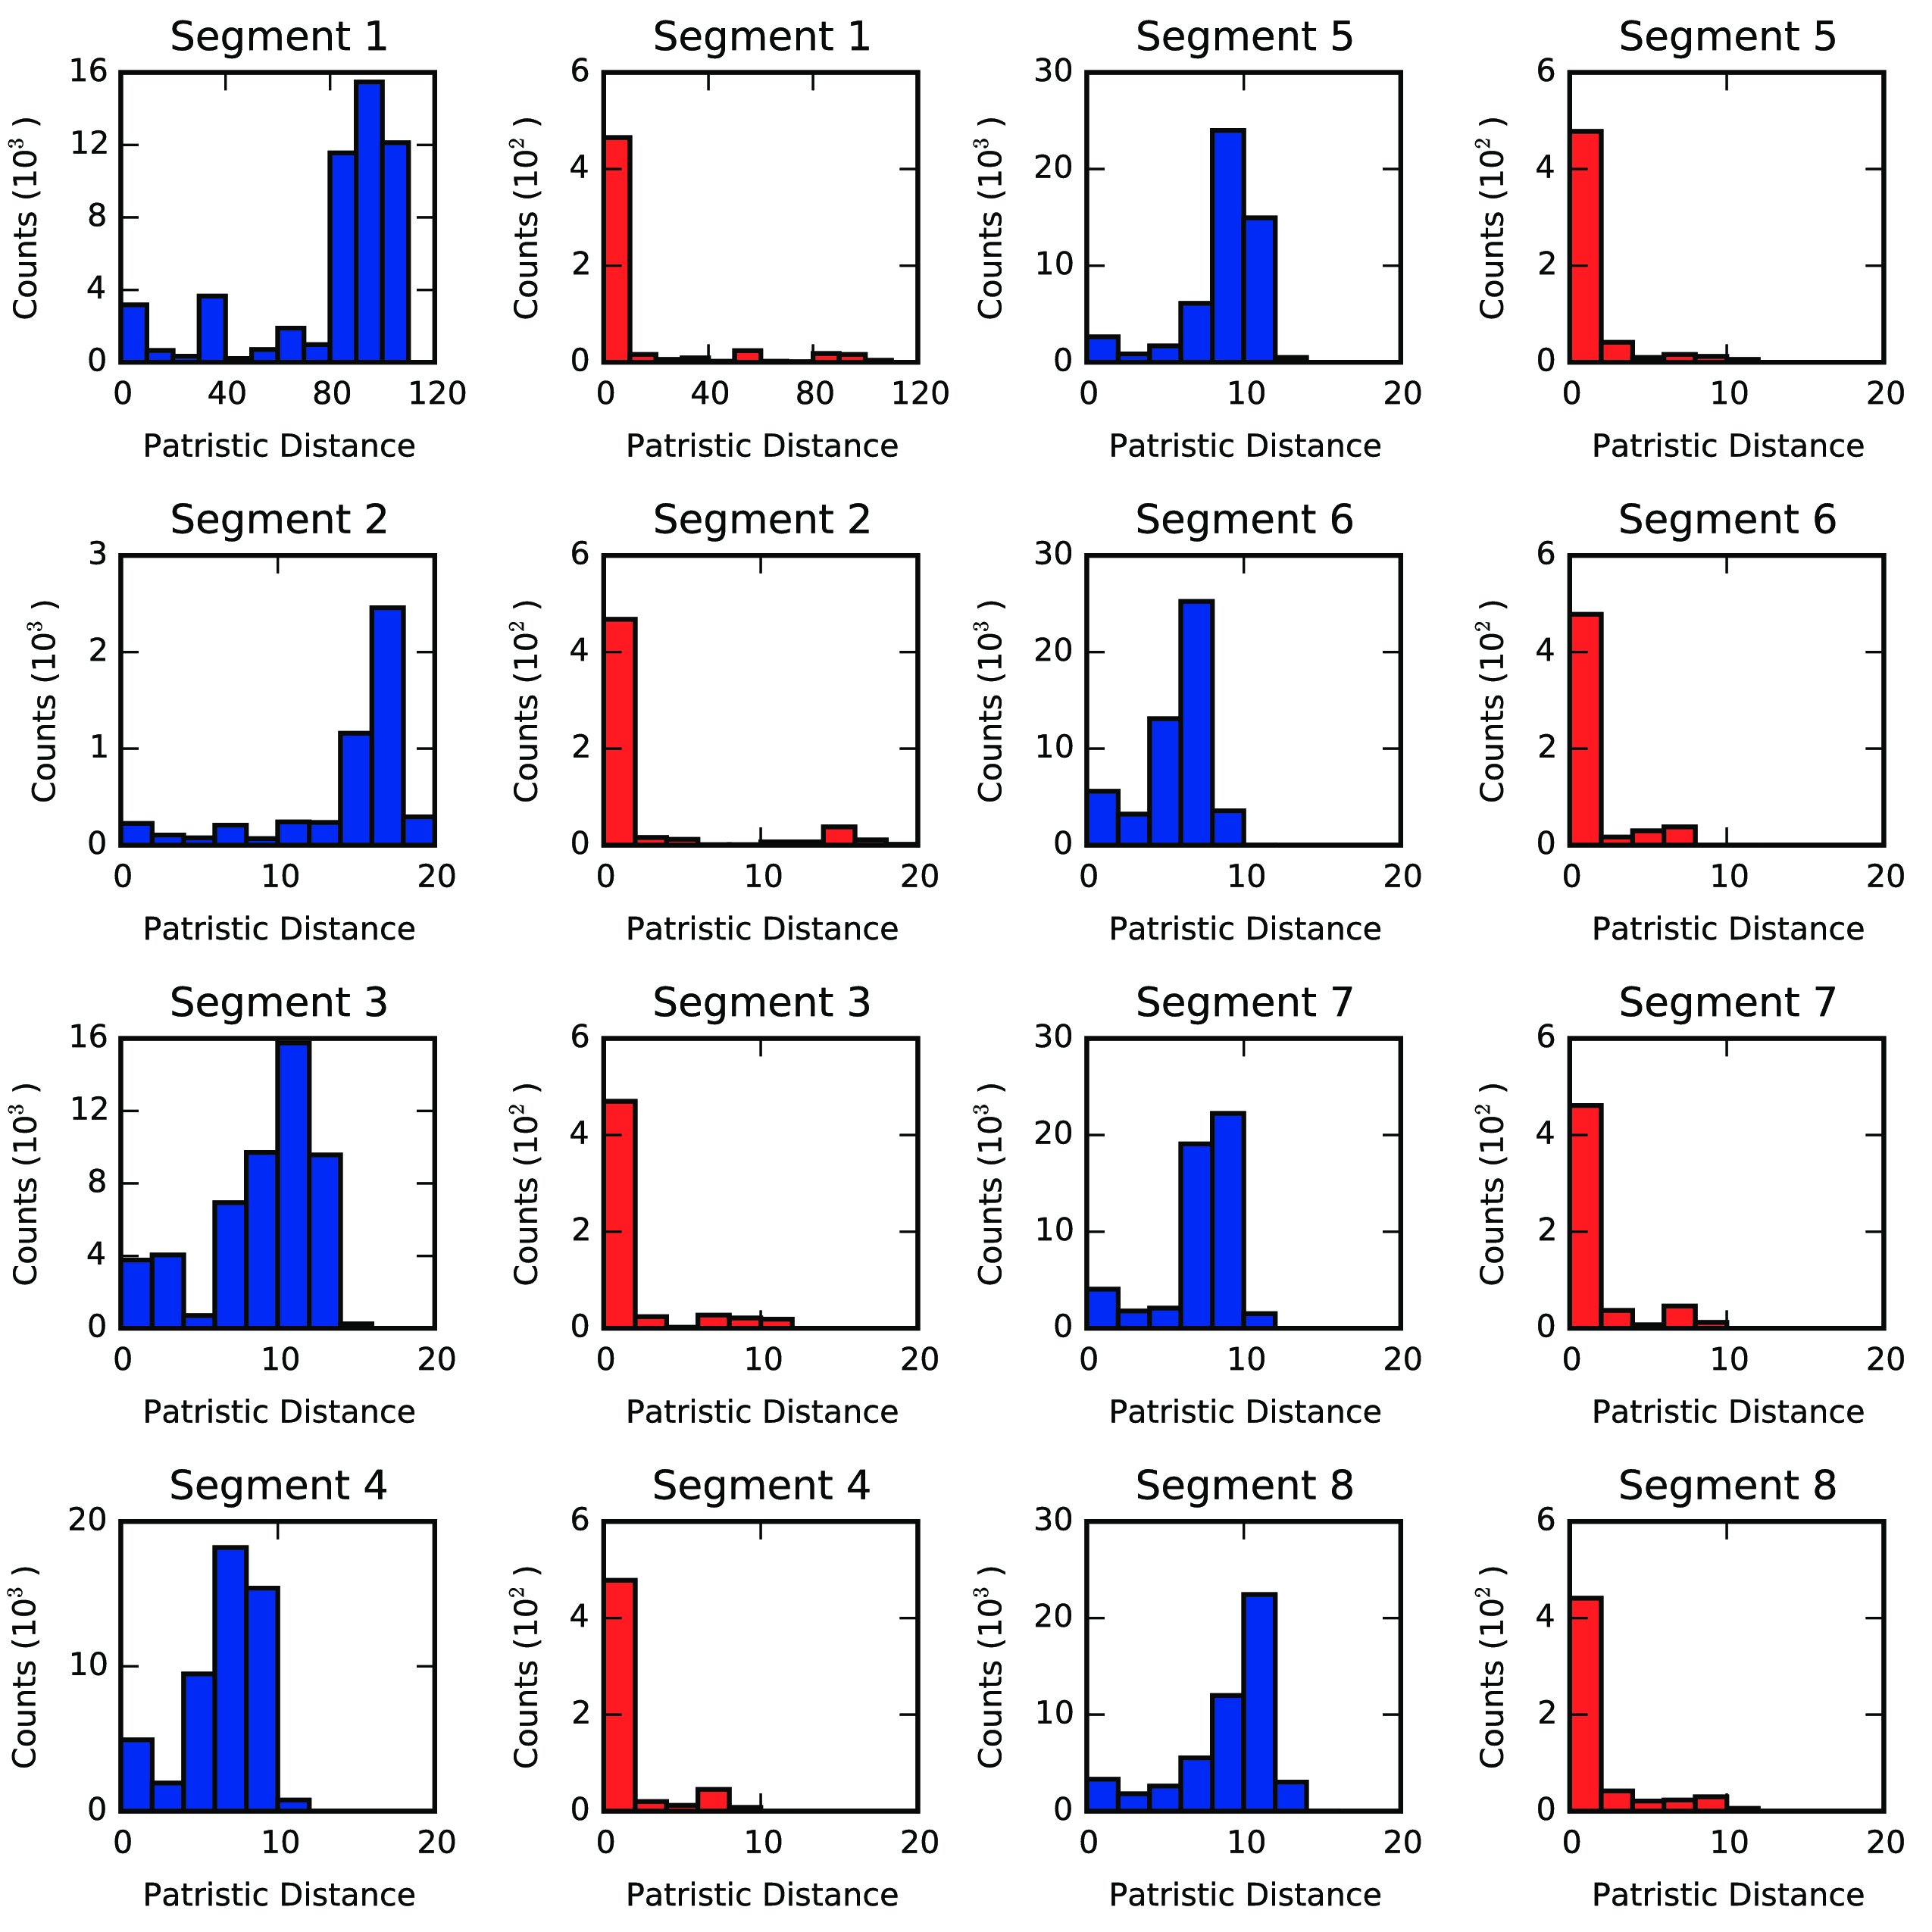 Segment 1 Segment 1 Segment 5 Segment 5
16 6 30 6
12 4 20 4
8 2 10 2
4
0 0 0 0
Counts (10³ ) Counts (10² ) Counts (10³ ) Counts (10² )
0 40 80 120 0 40 80 120 0 10 20 0 10 20
Patristic Distance Patristic Distance Patristic Distance Patristic Distance
Segment 2 Segment 2 Segment 6 Segment 6
3 6 30 6
2 4 20 4
1 2 10 2
0 0 0 0
Counts (10³ ) Counts (10² ) Counts (10³ ) Counts (10² )
0 10 20 0 10 20 0 10 20 0 10 20
Patristic Distance Patristic Distance Patristic Distance Patristic Distance
Segment 3 Segment 3 Segment 7 Segment 7
16 6 30 6
12 4 20 4
8 2 10 2
4
0 0 0 0
Counts (10³ ) Counts (10² ) Counts (10³ ) Counts (10² )
0 10 20 0 10 20 0 10 20 0 10 20
Patristic Distance Patristic Distance Patristic Distance Patristic Distance
Segment 4 Segment 4 Segment 8 Segment 8
20 6 30 6
10 4 20 4
2 10 2
0 0 0 0
Counts (10³ ) Counts (10² ) Counts (10³ ) Counts (10² )
0 10 20 0 10 20 0 10 20 0 10 20
Patristic Distance Patristic Distance Patristic Distance Patristic Distance